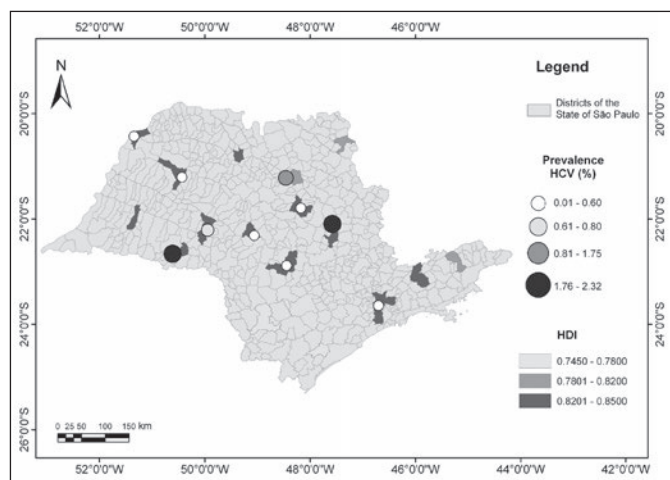 52°0'0"W 50°0'0"W 48°0'0"W 46°0'0"W
N
20°0'0"S
22°0'0"S
24°0'0"S
26°0'0"S
Legend
Districts of the
State of São Paulo
Prevalence
HCV (%)
0.01 - 0.60
0.61 - 0.80
0.81 - 1.75
1.76 - 2.32
HDI
0.7450 - 0.7800
0.7801 - 0.8200
0.8201 - 0.8500
20°0'0"S
22°0'0"S
24°0'0"S
26°0'0"S
0 25 50 100 150 km
52°0'0"W 50°0'0"W 48°0'0"W 46°0'0"W 44°0'0"W 42°0'0"W